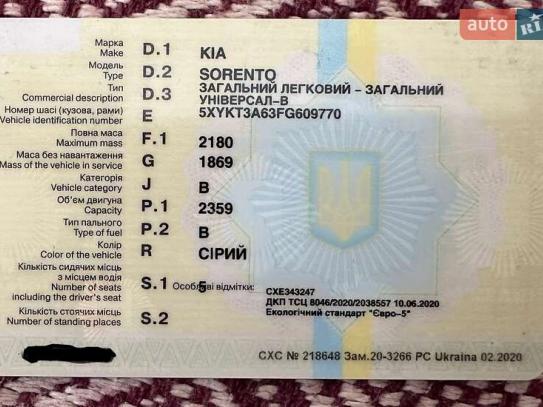 auto RI
Марка D.1 KIA
Make
Модель D.2 SORENTO
Type
Тип D.3 ЗАГАЛЬНИЙ ЛЕГКОВИЙ – ЗАГАЛЬНИЙ
Commercial description УНІВЕРСАЛ-В
Номер шасі (кузова, рами) E 5XYKT3A63FG609770
Vehicle identification number
Повна маса F.1 2180
Maximum mass
Маса без навантаження G 1869
Mass of the vehicle in service
Категорія J B
Vehicle category
Об'єм двигуна P.1 2359
Capacity
Тип пального P.2 B
Type of fuel
Колір R СІРИЙ
Color of the vehicle
Кількість сидячих місць
з місцем водія S.1 5 Особливі відмітки: CXE343247
Number of seats
including the driver's seat
ДКП ТСЦ 8046/2020/2038557 10.06.2020
Екологічний стандарт "Євро-5"
Кількість стоячих місць S.2
Number of standing places
СХС № 218648 Зам.20-3266 PC Ukraina 02.2020